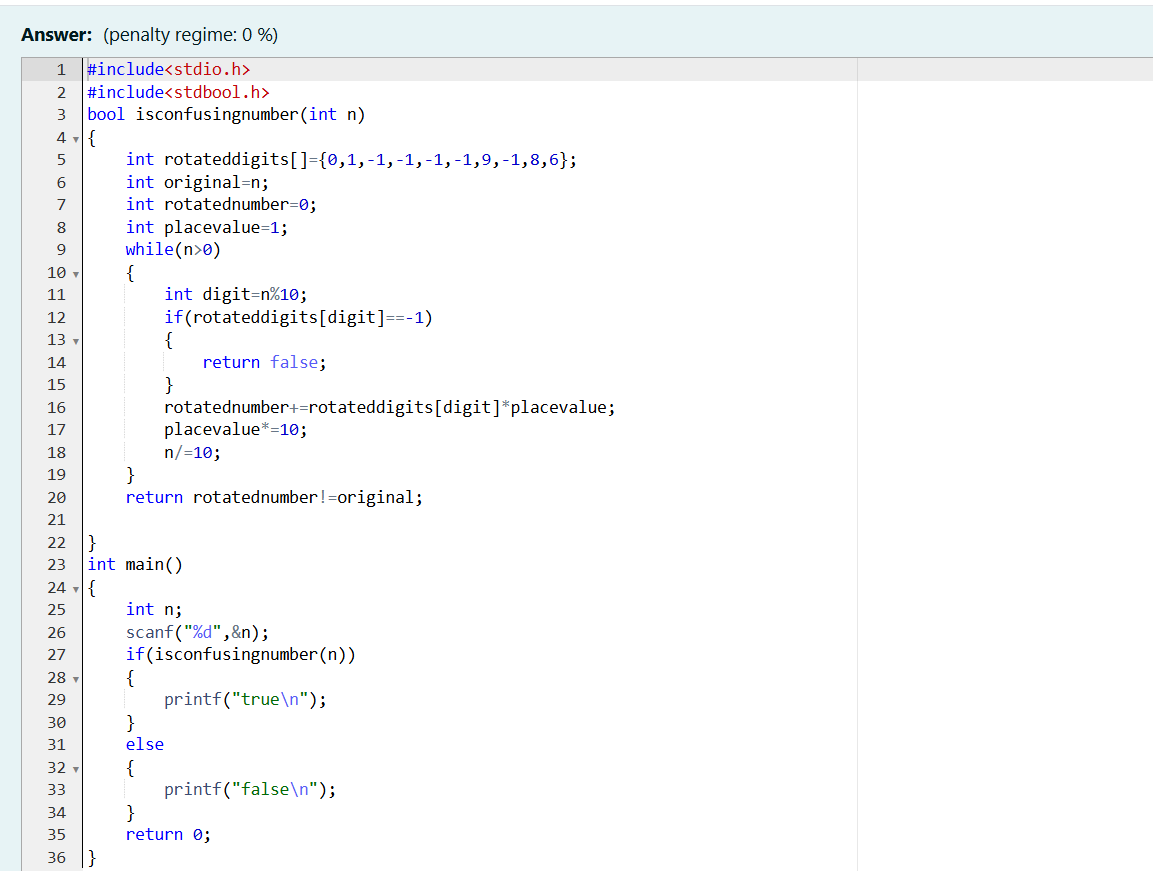 Answer: (penalty regime: 0 %)
1 #include<stdio.h>
2 #include<stdbool.h>
3 bool isconfusingnumber(int n)
4 {
5     int rotateddigits[]={0,1,-1,-1,-1,-1,9,-1,8,6};
6     int original=n;
7     int rotatednumber=0;
8     int placevalue=1;
9     while(n>0)
10     {
11         int digit=n%10;
12         if(rotateddigits[digit]==-1)
13         {
14             return false;
15         }
16         rotatednumber+=rotateddigits[digit]*placevalue;
17         placevalue*=10;
18         n/=10;
19     }
20     return rotatednumber!=original;
21
22 }
23 int main()
24 {
25     int n;
26     scanf("%d",&n);
27     if(isconfusingnumber(n))
28     {
29         printf("true\n");
30     }
31     else
32     {
33         printf("false\n");
34     }
35     return 0;
36 }